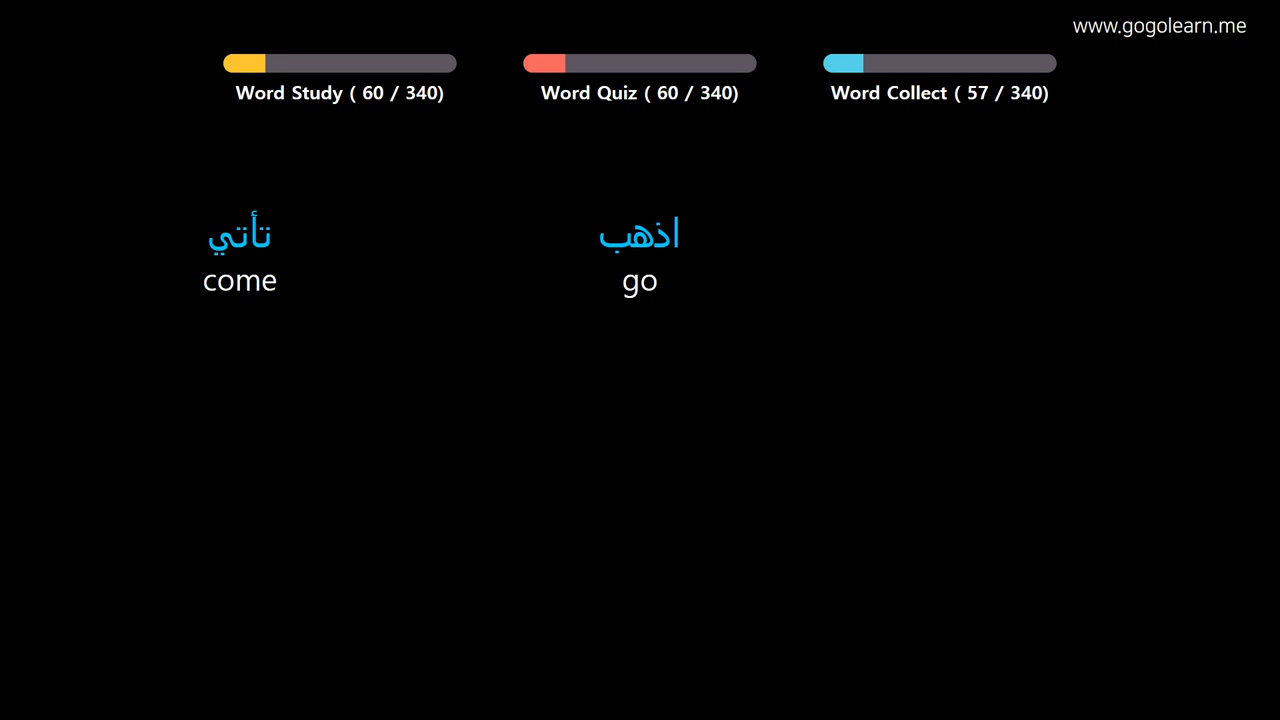 www.gogolearn.me
Word Study ( 60 / 340)
Word Quiz ( 60 / 340)
Word Collect ( 57 / 340)
تأتي
come
اذهب
go